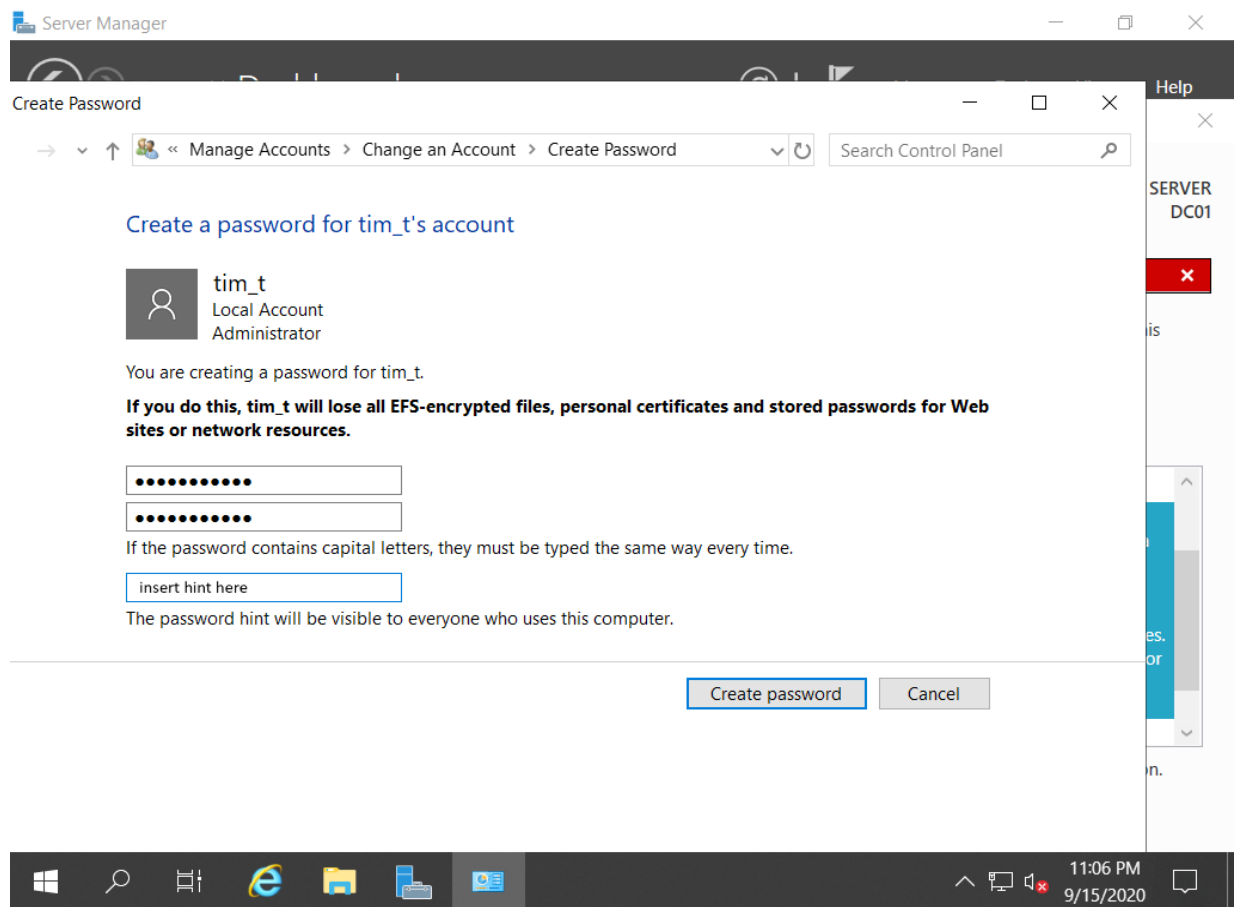 Server Manager
Help
Create Password
« Manage Accounts > Change an Account > Create Password
Search Control Panel
SERVER
DC01
Create a password for tim_t's account
tim_t
Local Account
Administrator
You are creating a password for tim_t.
If you do this, tim_t will lose all EFS-encrypted files, personal certificates and stored passwords for Web
sites or network resources.
If the password contains capital letters, they must be typed the same way every time.
insert hint here
The password hint will be visible to everyone who uses this computer.
or
Create password
Cancel
11:06 PM
9/15/2020